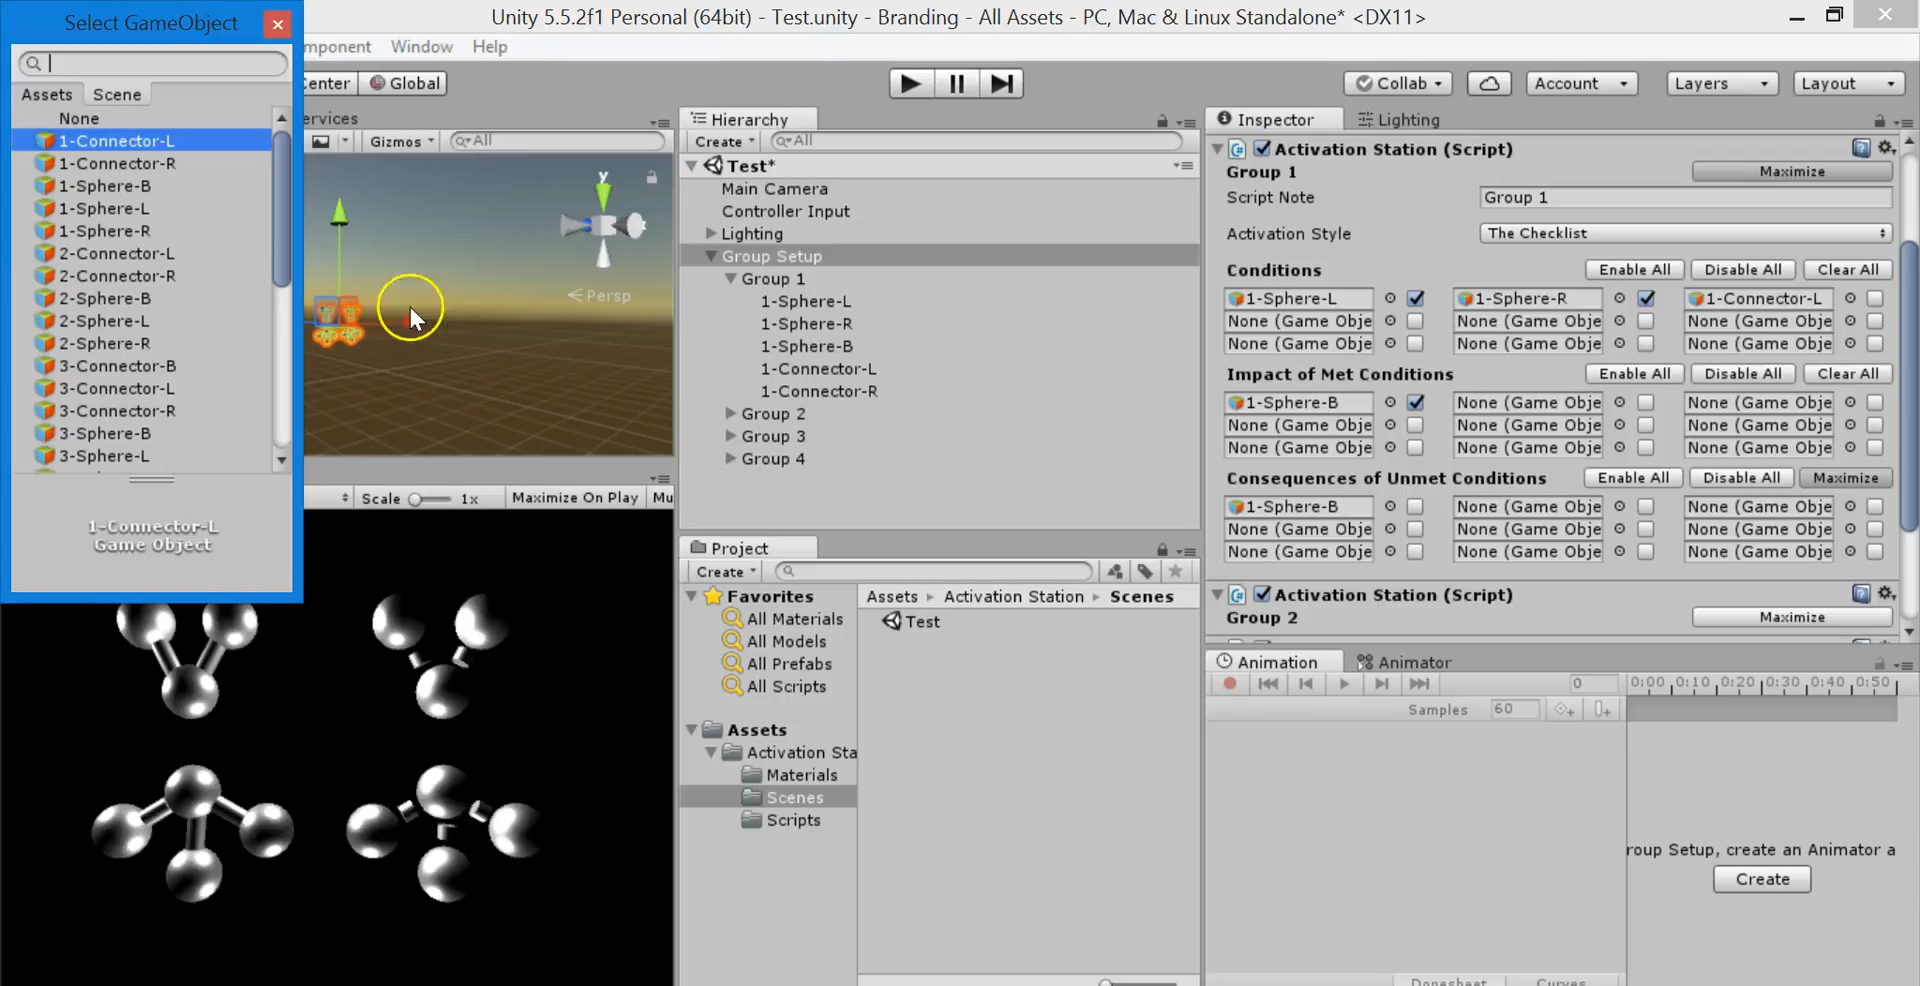 Select GameObject
Unity 5.5.2f1 Personal (64bit) - Test.unity - Branding - All Assets - PC, Mac & Linux Standalone* <DX11>
mponent Window Help
Center Global
Collab Account Layers Layout
Assets Scene
None
1-Connector-L
1-Connector-R
1-Sphere-B
1-Sphere-L
1-Sphere-R
2-Connector-L
2-Connector-R
2-Sphere-B
2-Sphere-L
2-Sphere-R
3-Connector-B
3-Connector-L
3-Connector-R
3-Sphere-B
3-Sphere-L
1-Connector-L
Game Object
ervices
Gizmos All
y
Persp
Scale 1x Maximize On Play Mu
Hierarchy
Create All
Test*
Main Camera
Controller Input
Lighting
Group Setup
Group 1
1-Sphere-L
1-Sphere-R
1-Sphere-B
1-Connector-L
1-Connector-R
Group 2
Group 3
Group 4
Project
Create
Favorites
All Materials
All Models
All Prefabs
All Scripts
Assets
Activation Sta
Materials
Scenes
Scripts
Assets Activation Station Scenes
Test
Inspector Lighting
Activation Station (Script)
Group 1 Maximize
Script Note Group 1
Activation Style The Checklist
Conditions Enable All Disable All Clear All
1-Sphere-L 1-Sphere-R 1-Connector-L
None (Game Obje None (Game Obje None (Game Obje
None (Game Obje None (Game Obje None (Game Obje
Impact of Met Conditions Enable All Disable All Clear All
1-Sphere-B None (Game Obje None (Game Obje
None (Game Obje None (Game Obje None (Game Obje
None (Game Obje None (Game Obje None (Game Obje
Consequences of Unmet Conditions Enable All Disable All Maximize
1-Sphere-B None (Game Obje None (Game Obje
None (Game Obje None (Game Obje None (Game Obje
None (Game Obje None (Game Obje None (Game Obje
Activation Station (Script)
Group 2 Maximize
Animation Animator
0 0:00 0:10 0:20 0:30 0:40 0:50
Samples 60
roup Setup, create an Animator a
Create
Dopesheet Curves